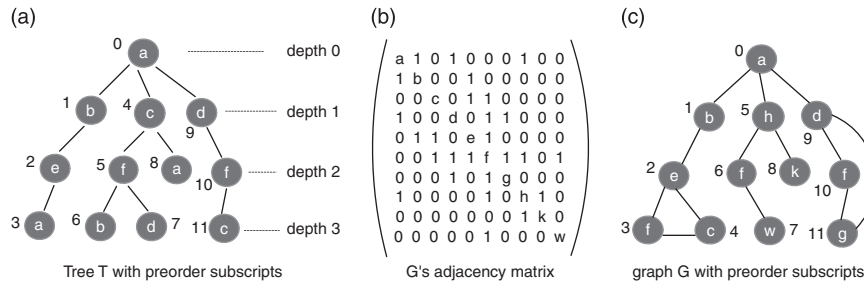 (a)
0 a
depth 0
1 b
4 c
d 9
depth 1
2 e
5 f
8 a
10 f
depth 2
3 a
6 b
d 7
11 c
depth 3
Tree T with preorder subscripts
(b)
a 1 0 1 0 0 0 1 0 0
1 b 0 0 1 0 0 0 0 0
0 0 c 0 1 1 0 0 0 0
1 0 0 d 0 1 1 0 0 0
0 1 1 0 e 1 0 0 0 0
0 0 1 1 1 f 1 1 0 1
0 0 0 1 0 1 g 0 0 0
1 0 0 0 0 1 0 h 1 0
0 0 0 0 0 0 0 1 k 0
0 0 0 0 0 1 0 0 0 w
G's adjacency matrix
(c)
0 a
1 b
5 h
d 9
2 e
6 f
8 k
f 10
3 f
c 4
w 7
11 g
graph G with preorder subscripts